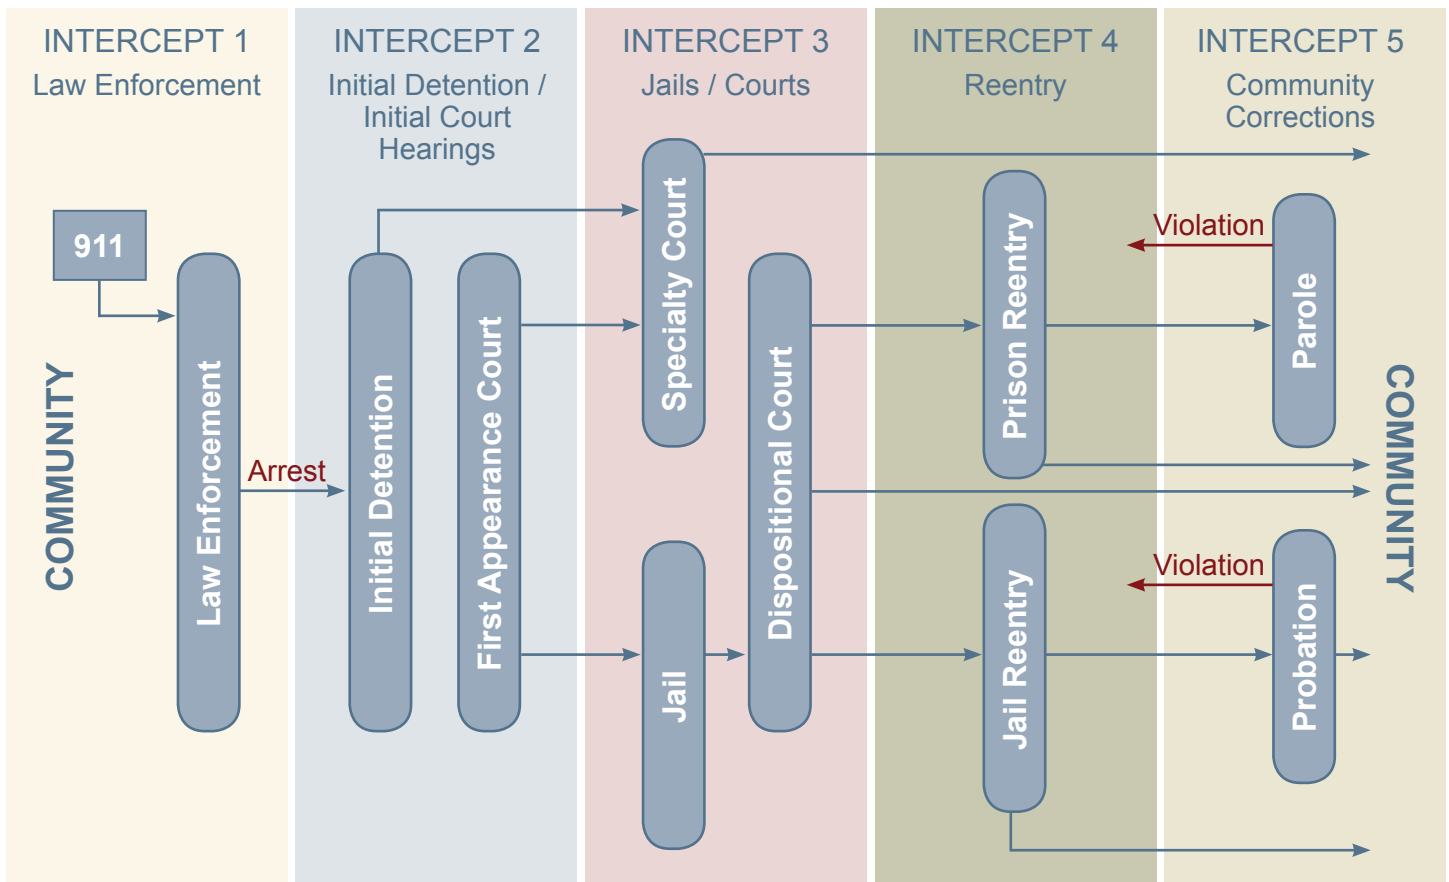 INTERCEPT 1
Law Enforcement
INTERCEPT 2
Initial Detention /
Initial Court
Hearings
INTERCEPT 3
Jails / Courts
INTERCEPT 4
Reentry
INTERCEPT 5
Community
Corrections
COMMUNITY
911
Law Enforcement
Arrest
Initial Detention
First Appearance Court
Specialty Court
Jail
Dispositional Court
Prison Reentry
Jail Reentry
Violation
Parole
Violation
Probation
COMMUNITY